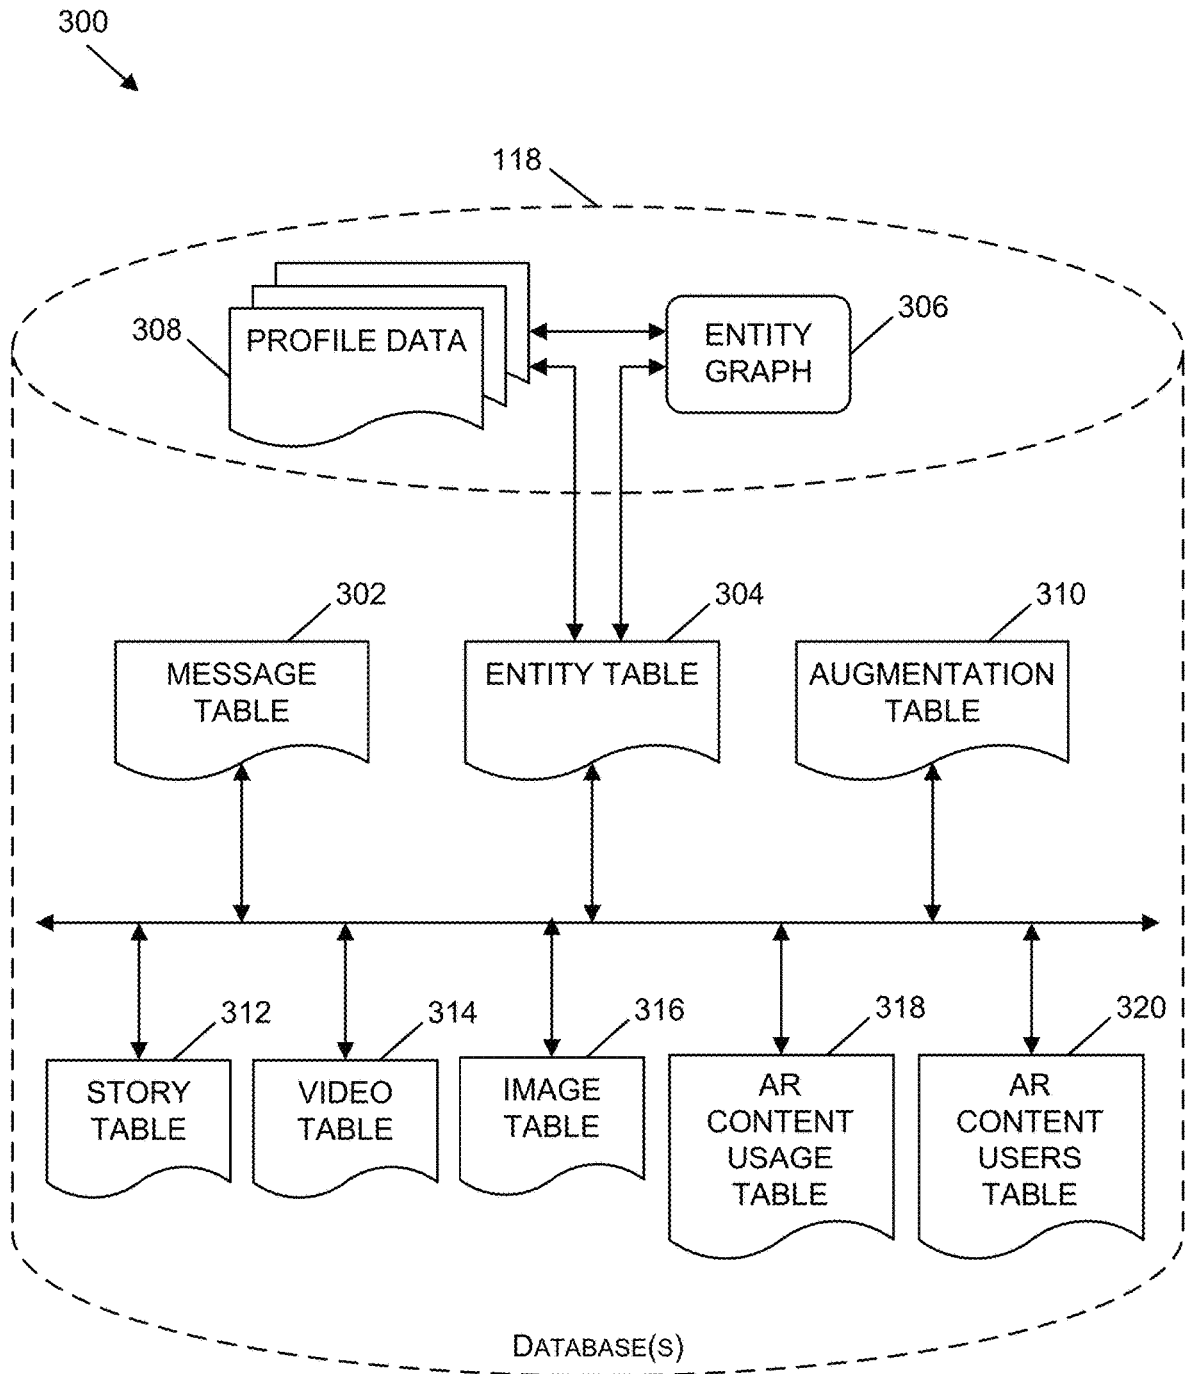 300
118
308
PROFILE DATA
ENTITY
GRAPH
306
302
304
310
MESSAGE
TABLE
ENTITY TABLE
AUGMENTATION
TABLE
312
314
316
318
320
STORY
TABLE
VIDEO
TABLE
IMAGE
TABLE
AR
CONTENT
USAGE
TABLE
AR
CONTENT
USERS
TABLE
DATABASE(S)